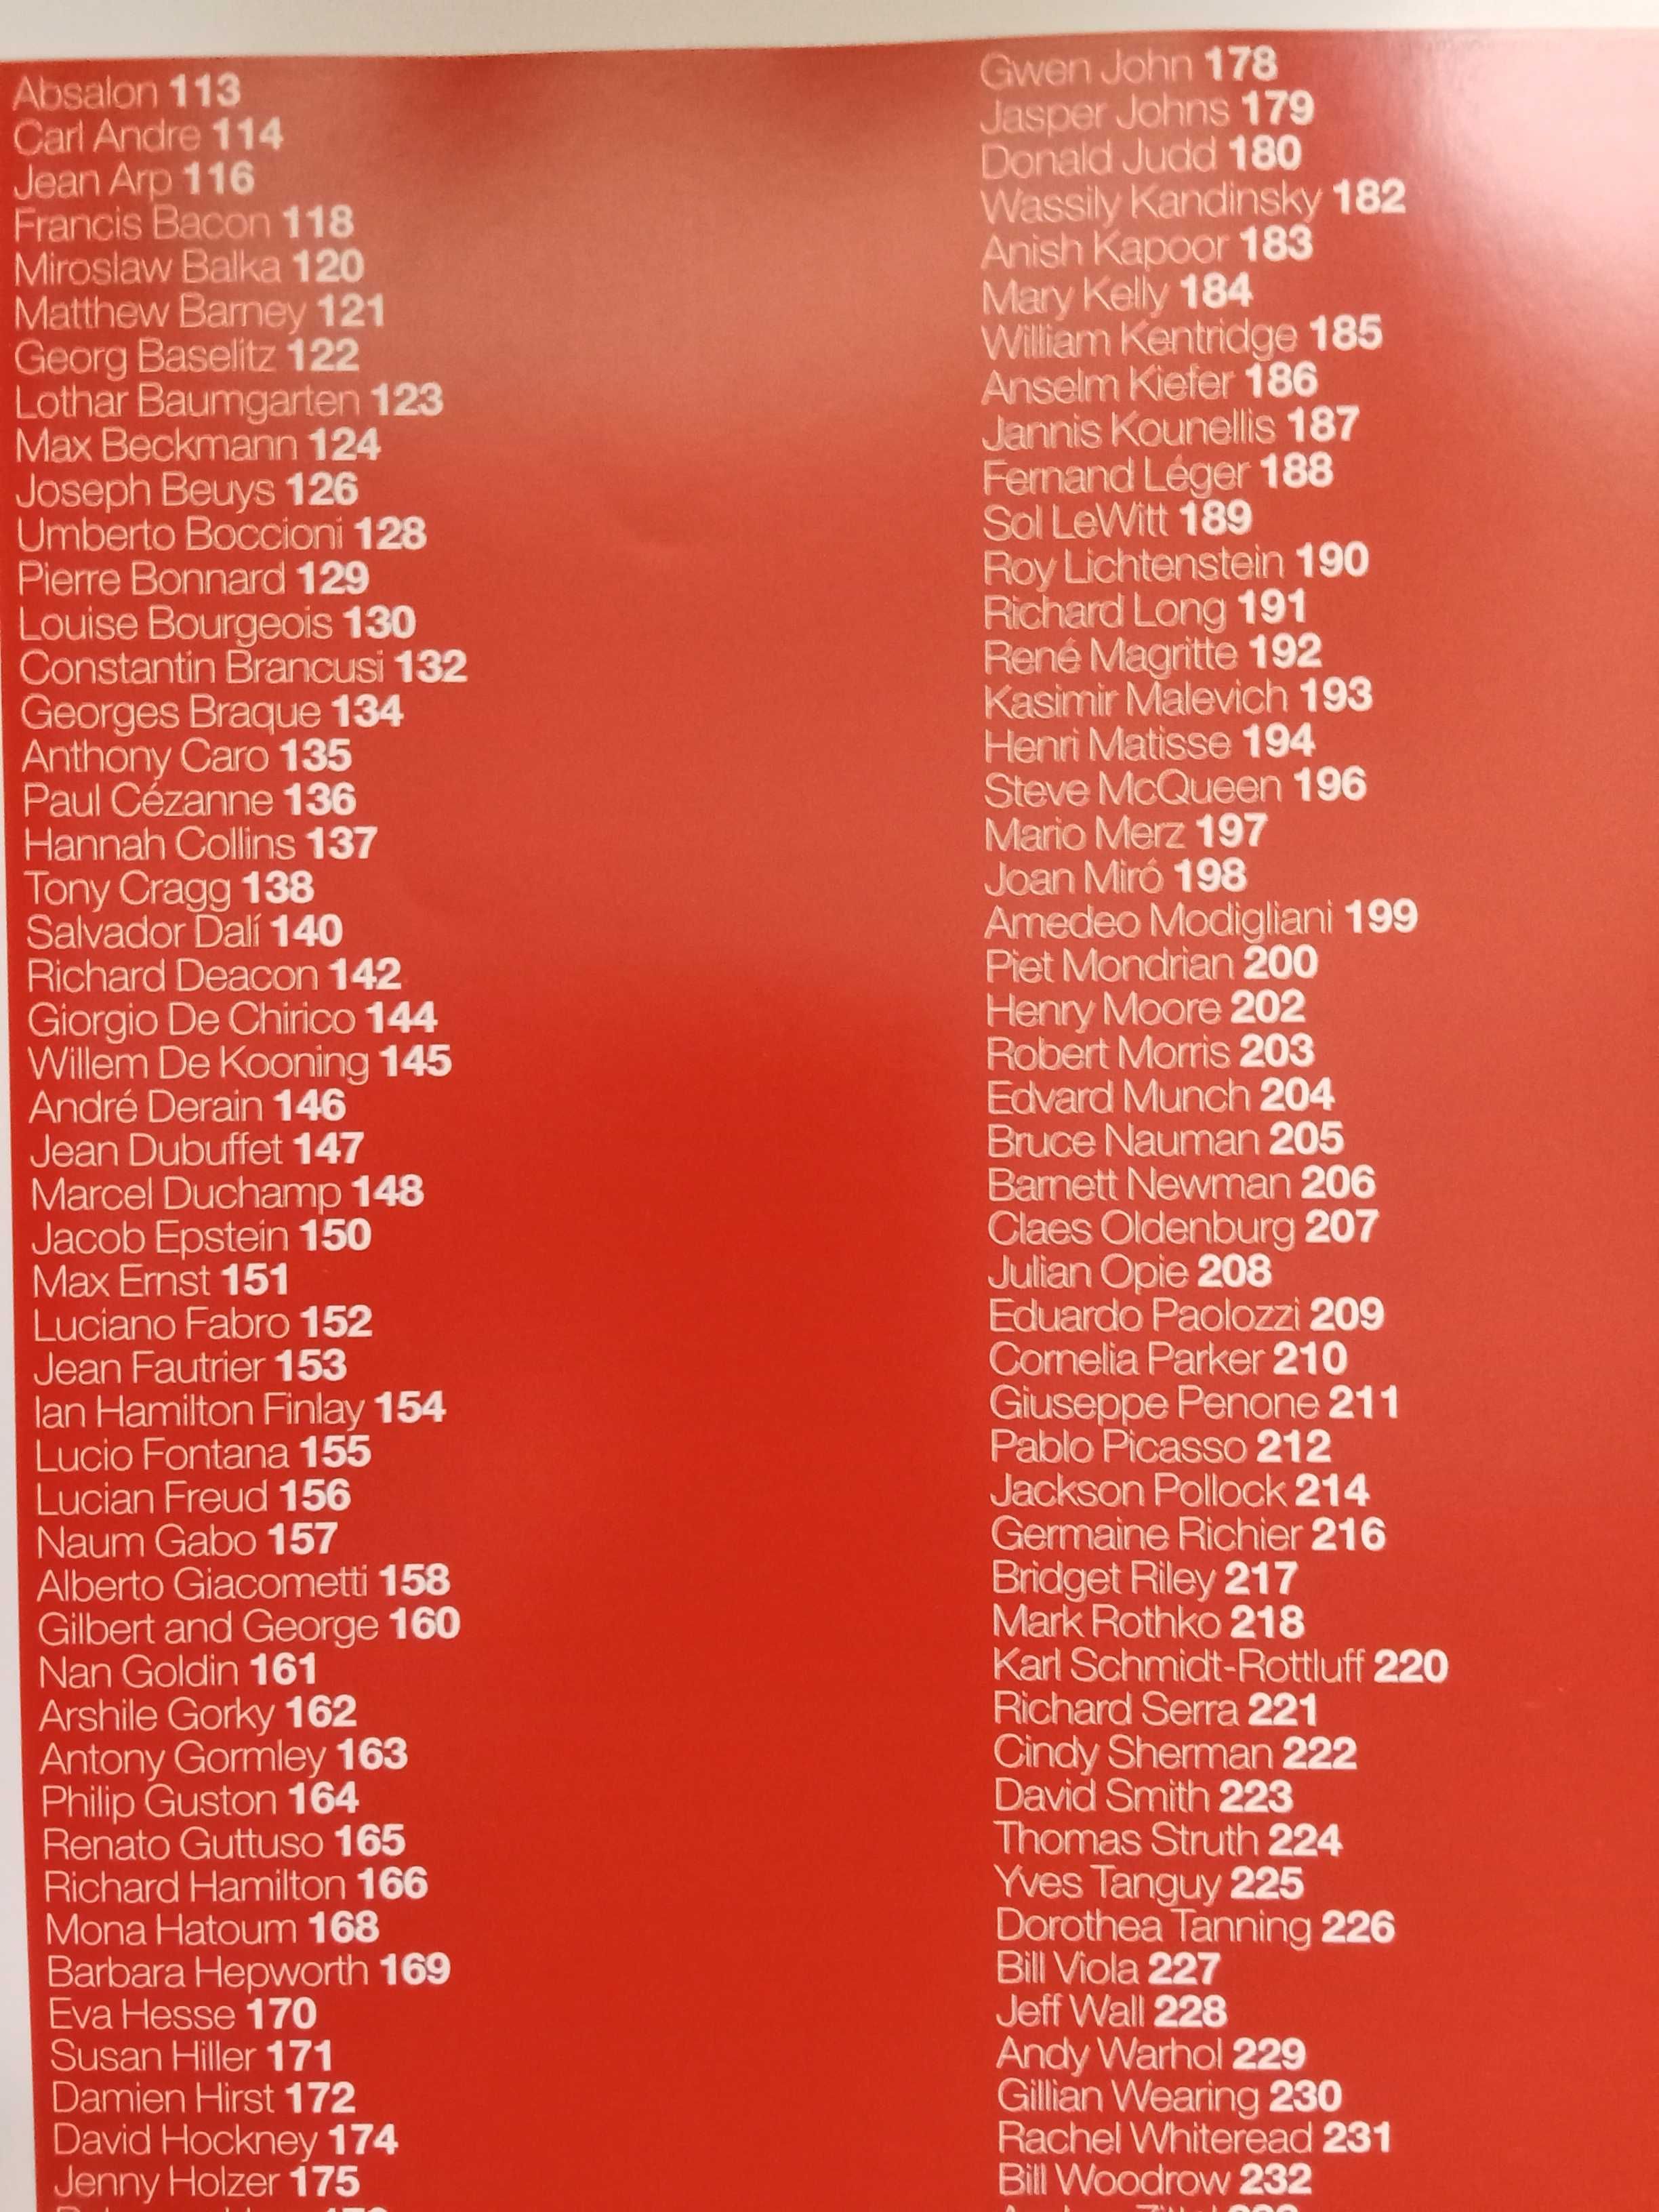 Absalon 113
Carl Andre 114
Jean Arp 116
Francis Bacon 118
Miroslaw Balka 120
Matthew Barney 121
Georg Baselitz 122
Lothar Baumgarten 123
Max Beckmann 124
Joseph Beuys 126
Umberto Boccioni 128
Pierre Bonnard 129
Louise Bourgeois 130
Constantin Brancusi 132
Georges Braque 134
Anthony Caro 135
Paul Cézanne 136
Hannah Collins 137
Tony Cragg 138
Salvador Dalí 140
Richard Deacon 142
Giorgio De Chirico 144
Willem De Kooning 145
André Derain 146
Jean Dubuffet 147
Marcel Duchamp 148
Jacob Epstein 150
Max Ernst 151
Luciano Fabro 152
Jean Fautrier 153
Ian Hamilton Finlay 154
Lucio Fontana 155
Lucian Freud 156
Naum Gabo 157
Alberto Giacometti 158
Gilbert and George 160
Nan Goldin 161
Arshile Gorky 162
Antony Gormley 163
Philip Guston 164
Renato Guttuso 165
Richard Hamilton 166
Mona Hatoum 168
Barbara Hepworth 169
Eva Hesse 170
Susan Hiller 171
Damien Hirst 172
David Hockney 174
Jenny Holzer 175
Gwen John 178
Jasper Johns 179
Donald Judd 180
Wassily Kandinsky 182
Anish Kapoor 183
Mary Kelly 184
William Kentridge 185
Anselm Kiefer 186
Jannis Kounellis 187
Fernand Léger 188
Sol LeWitt 189
Roy Lichtenstein 190
Richard Long 191
René Magritte 192
Kasimir Malevich 193
Henri Matisse 194
Steve McQueen 196
Mario Merz 197
Joan Miró 198
Amedeo Modigliani 199
Piet Mondrian 200
Henry Moore 202
Robert Morris 203
Edvard Munch 204
Bruce Nauman 205
Barnett Newman 206
Claes Oldenburg 207
Julian Opie 208
Eduardo Paolozzi 209
Cornelia Parker 210
Giuseppe Penone 211
Pablo Picasso 212
Jackson Pollock 214
Germaine Richier 216
Bridget Riley 217
Mark Rothko 218
Karl Schmidt-Rottluff 220
Richard Serra 221
Cindy Sherman 222
David Smith 223
Thomas Struth 224
Yves Tanguy 225
Dorothea Tanning 226
Bill Viola 227
Jeff Wall 228
Andy Warhol 229
Gillian Wearing 230
Rachel Whiteread 231
Bill Woodrow 232